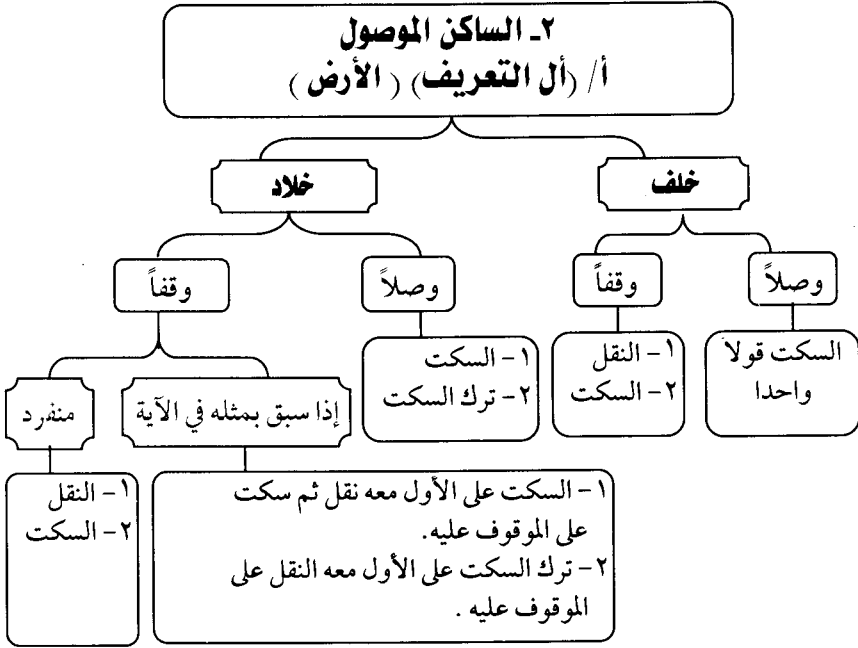 ٢ـ الساكن الموصول
أ/ (أل التعريف) ( الأرض )
خلف
خلاد
وصلاً
وقفاً
وصلاً
وقفاً
السكت قولا
واحدا
١- النقل
٢- السكت
١- السكت
٢- ترك السكت
إذا سبق بمثله في الآية
منفرد
١- السكت على الأول معه نقل ثم سكت
على الموقوف عليه.
٢- ترك السكت على الأول معه النقل على
الموقوف عليه .
١- النقل
٢- السكت